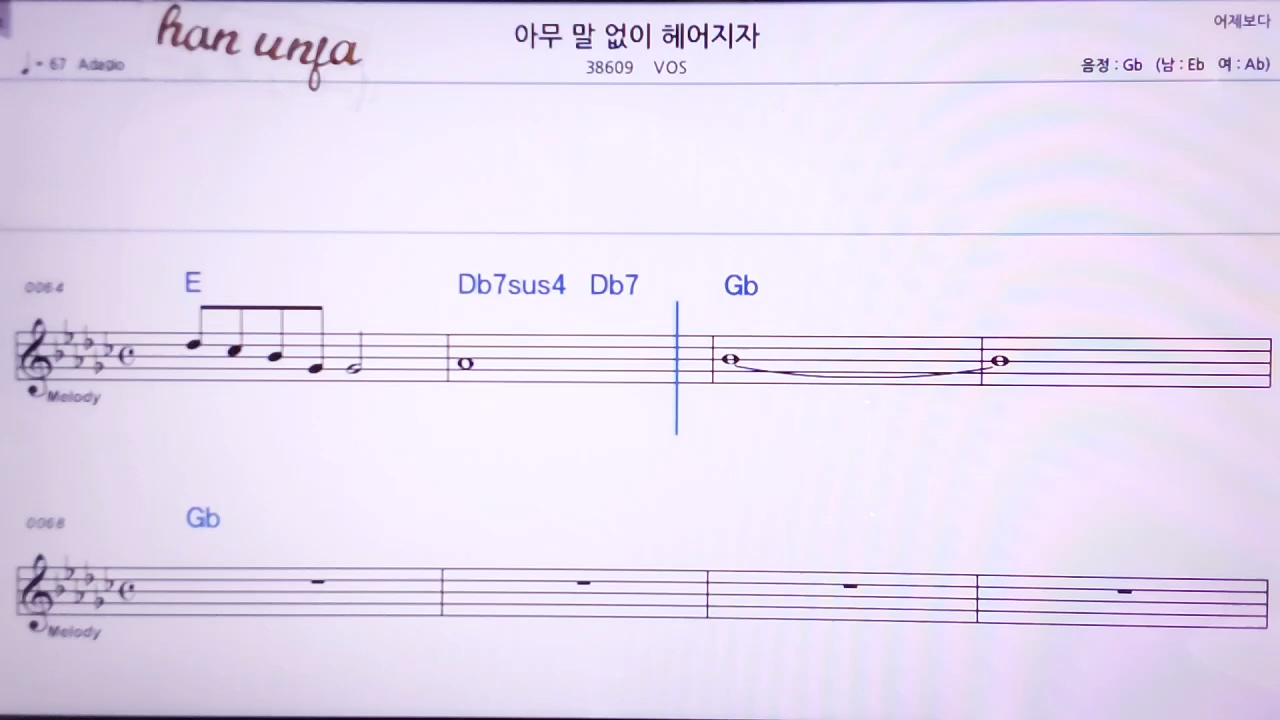 han unfa
아무 말 없이 헤어지자
어제보다
♩ = 67 Adagio
38609 VOS
음정 : Gb (남 : Eb 여 : Ab)
0064
E Db7sus4 Db7 Gb
Melody
0068
Gb
Melody